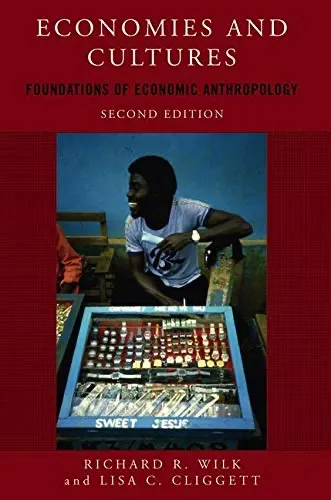 ECONOMIES AND
CULTURES
FOUNDATIONS OF ECONOMIC ANTHROPOLOGY
SECOND EDITION
SWEET JESUS
RICHARD R. WILK
and LISA C. CLIGGETT